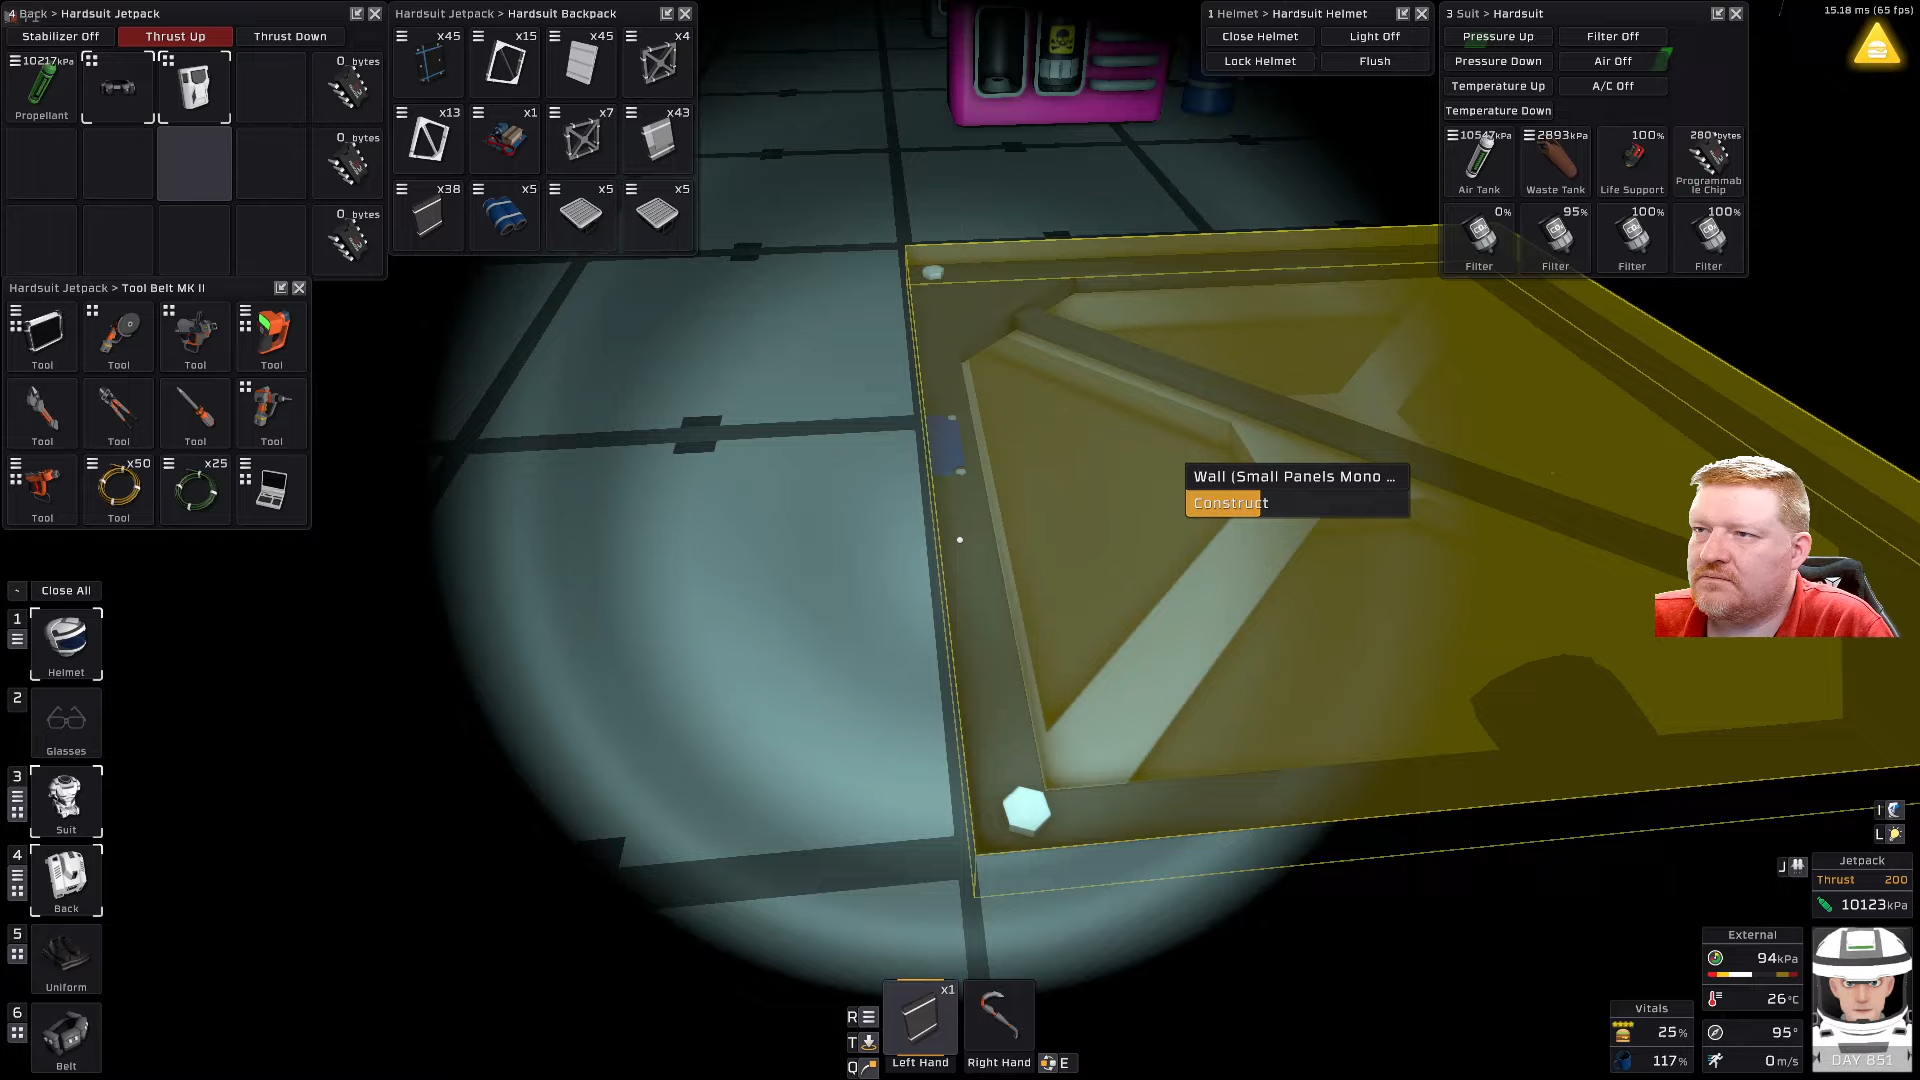 4 Back > Hardsuit Jetpack
Stabilizer Off
Thrust Up
Thrust Down
10217kPa
Propellant
0 bytes
0 bytes
0 bytes
Hardsuit Jetpack > Hardsuit Backpack
x45
x15
x45
x4
x13
x1
x7
x43
x38
x5
x5
x5
Hardsuit Jetpack > Tool Belt MK II
Tool
Tool
Tool
Tool
Tool
Tool
Tool
Tool
x50
x25
Tool
Tool
Tool
1 Helmet > Hardsuit Helmet
Close Helmet
Light Off
Lock Helmet
Flush
3 Suit > Hardsuit
Pressure Up
Filter Off
Pressure Down
Air Off
Temperature Up
A/C Off
Temperature Down
10547kPa
2893kPa
100%
280 bytes
Air Tank
Waste Tank
Life Support
Programmab
le Chip
0%
95%
100%
100%
Filter
Filter
Filter
Filter
15.18 ms (65 fps)
Wall (Small Panels Mono ...
Construct
~
Close All
1
Helmet
2
Glasses
3
Suit
4
Back
5
Uniform
6
Belt
R
T
Q
x1
Left Hand
Right Hand
E
I
L
J
Jetpack
Thrust 200
10123kPa
External
94kPa
26°C
95°
0m/s
Vitals
25%
117%
DAY 851